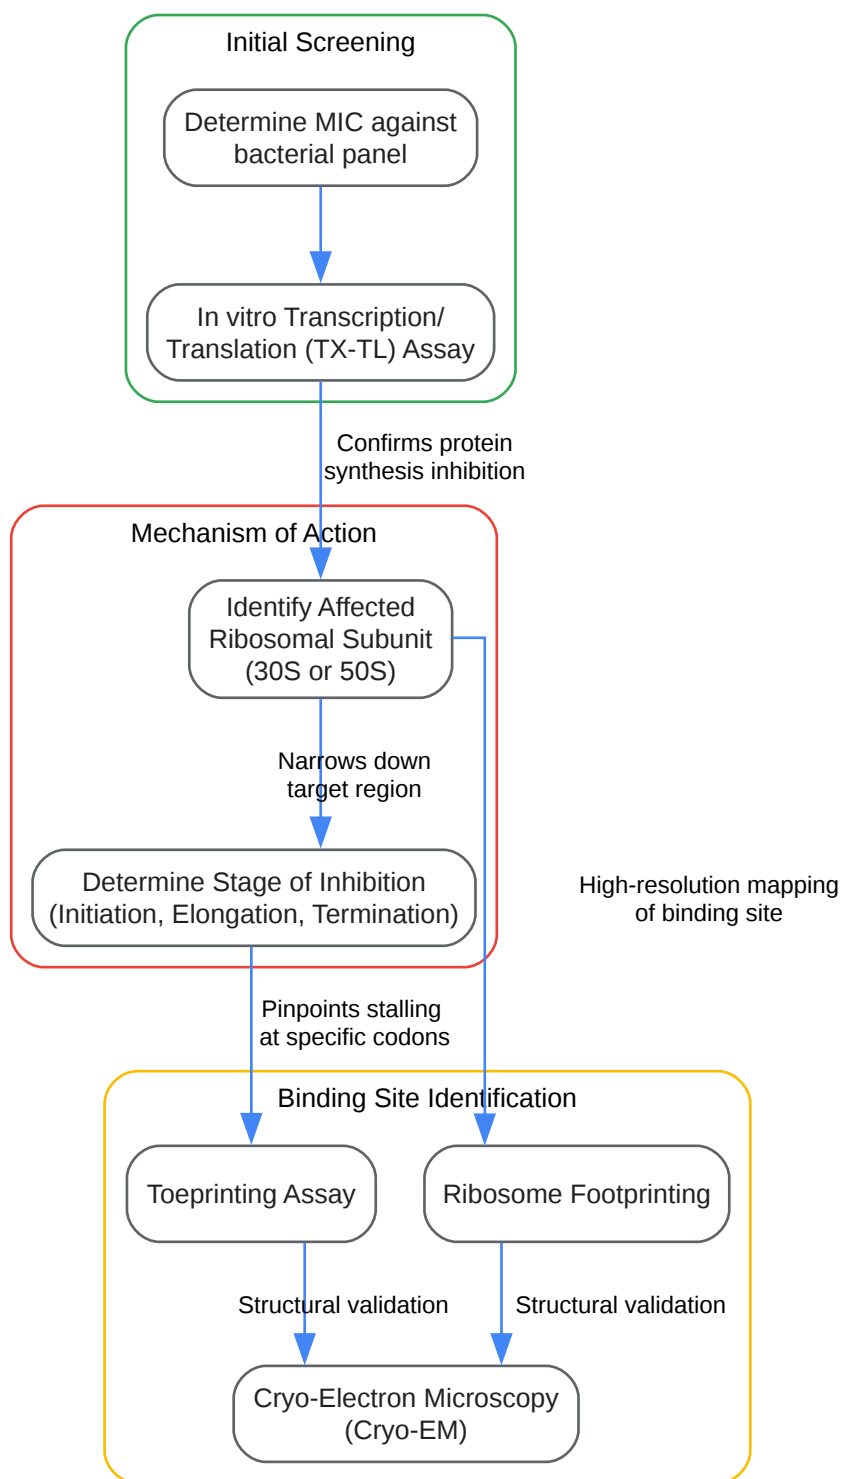 Initial Screening
Determine MIC against
bacterial panel
In vitro Transcription/
Translation (TX-TL) Assay
Confirms protein
synthesis inhibition
Mechanism of Action
Identify Affected
Ribosomal Subunit
(30S or 50S)
Narrows down
target region
Determine Stage of Inhibition
(Initiation, Elongation, Termination)
High-resolution mapping
of binding site
Pinpoints stalling
at specific codons
Binding Site Identification
Toeprinting Assay
Ribosome Footprinting
Structural validation
Structural validation
Cryo-Electron Microscopy
(Cryo-EM)